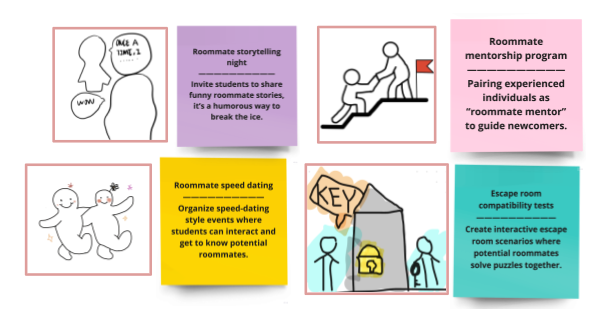 ONCE A
TIME..!
WOW
Roommate storytelling
night
——————————
Invite students to share
funny roommate stories,
it's a humorous way to
break the ice.
Roommate
mentorship program
——————————
Pairing experienced
individuals as
"roommate mentor"
to guide newcomers.
Roommate speed dating
——————————
Organize speed-dating
style events where
students can interact and
get to know potential
roommates.
KEY
Escape room
compatibility tests
——————————
Create interactive escape
room scenarios where
potential roommates
solve puzzles together.